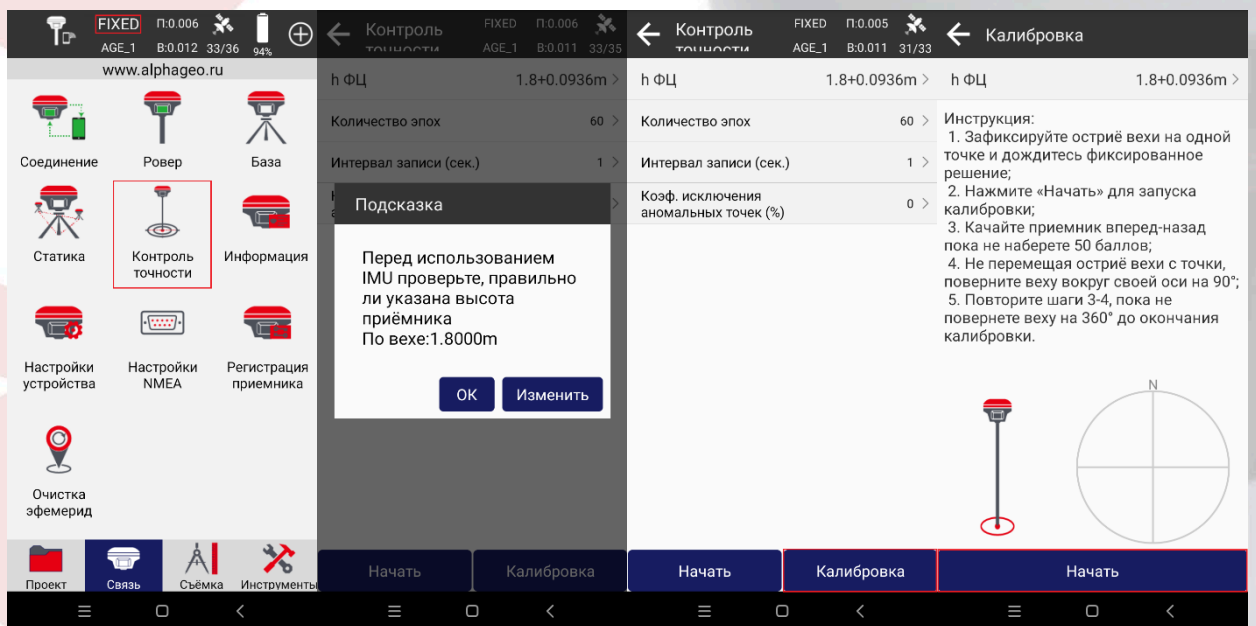 FIXED П:0.006
AGE_1 B:0.012 33/36 94%
www.alphageo.ru
Соединение Ровер База
Статика Контроль точности Информация
Настройки устройства Настройки NMEA Регистрация приемника
Очистка эфемерид
Проект Связь Съёмка Инструменты
Контроль точности
FIXED П:0.006
AGE_1 B:0.011 33/35
h ФЦ 1.8+0.0936m >
Количество эпох 60 >
Интервал записи (сек.) 1 >
Подсказка
Перед использованием
IMU проверьте, правильно
ли указана высота
приёмника
По вехе:1.8000m
ОК Изменить
Начать Калибровка
Контроль точности
FIXED П:0.005
AGE_1 B:0.011 31/33
h ФЦ 1.8+0.0936m >
Количество эпох 60 >
Интервал записи (сек.) 1 >
Коэф. исключения
аномальных точек (%) 0 >
Начать Калибровка
Калибровка
h ФЦ 1.8+0.0936m >
Инструкция:
1. Зафиксируйте остриё вехи на одной
точке и дождитесь фиксированное
решение;
2. Нажмите «Начать» для запуска
калибровки;
3. Качайте приемник вперед-назад
пока не наберете 50 баллов;
4. Не перемещая остриё вехи с точки,
поверните веху вокруг своей оси на 90°;
5. Повторите шаги 3-4, пока не
повернете веху на 360° до окончания
калибровки.
N
Начать